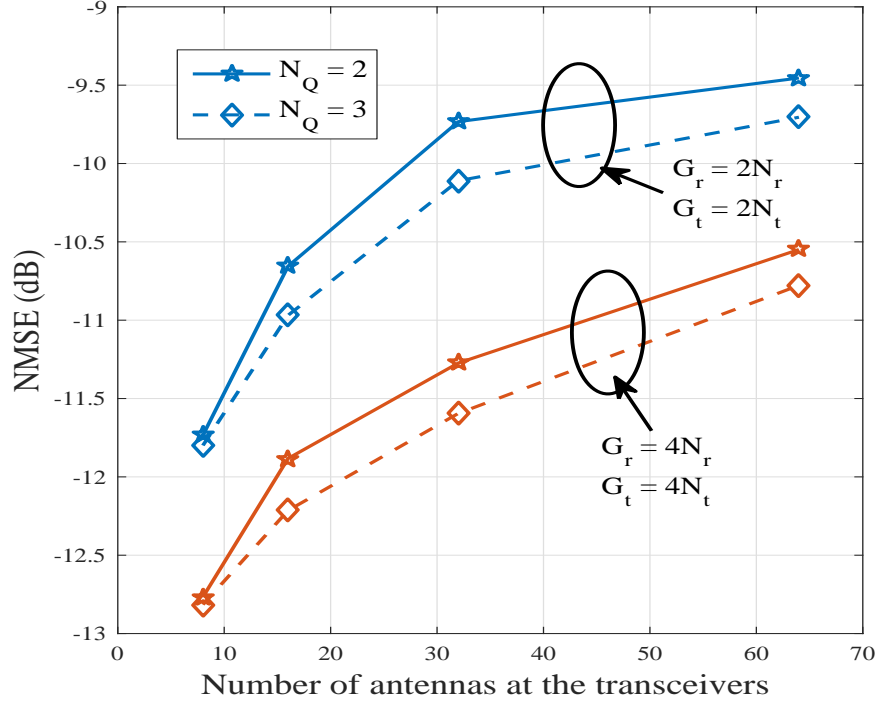 -9
-9.5
-10
-10.5
-11
-11.5
-12
-12.5
-13
NMSE (dB)
N_Q = 2
N_Q = 3
G_r = 2N_r
G_t = 2N_t
G_r = 4N_r
G_t = 4N_t
0 10 20 30 40 50 60 70
Number of antennas at the transceivers